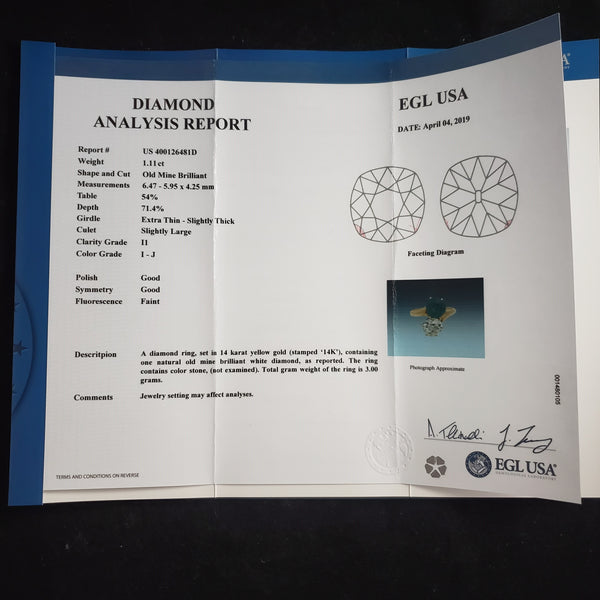 DIAMOND
ANALYSIS REPORT
Report # US 400126481D
Weight 1.11 ct
Shape and Cut Old Mine Brilliant
Measurements 6.47 - 5.95 x 4.25 mm
Table 54%
Depth 71.4%
Girdle Extra Thin - Slightly Thick
Culet Slightly Large
Clarity Grade I1
Color Grade I - J
Polish Good
Symmetry Good
Fluorescence Faint
Descritpion A diamond ring, set in 14 karat yellow gold (stamped '14K'), containing
one natural old mine brilliant white diamond, as reported. The ring
contains color stone, (not examined). Total gram weight of the ring is 3.00
grams.
Comments Jewelry setting may affect analyses.
TERMS AND CONDITIONS ON REVERSE
EGL USA
DATE: April 04, 2019
Faceting Diagram
Photograph Approximate
001480105
EGL USA®
GEMOLOGICAL LABORATORY
A®